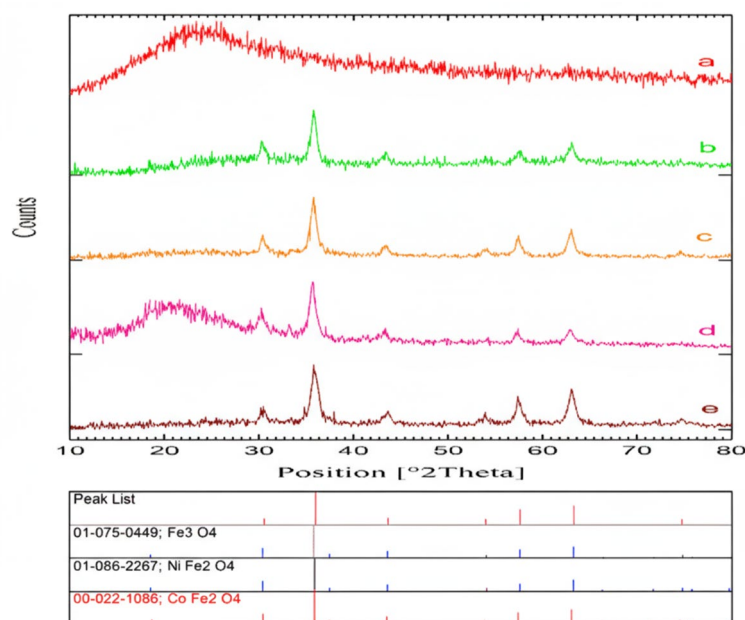 a
b
c
d
e
Counts
10 20 30 40 50 60 70 80
Position [°2Theta]
Peak List
01-075-0449; Fe3 O4
01-086-2267; Ni Fe2 O4
00-022-1086; Co Fe2 O4